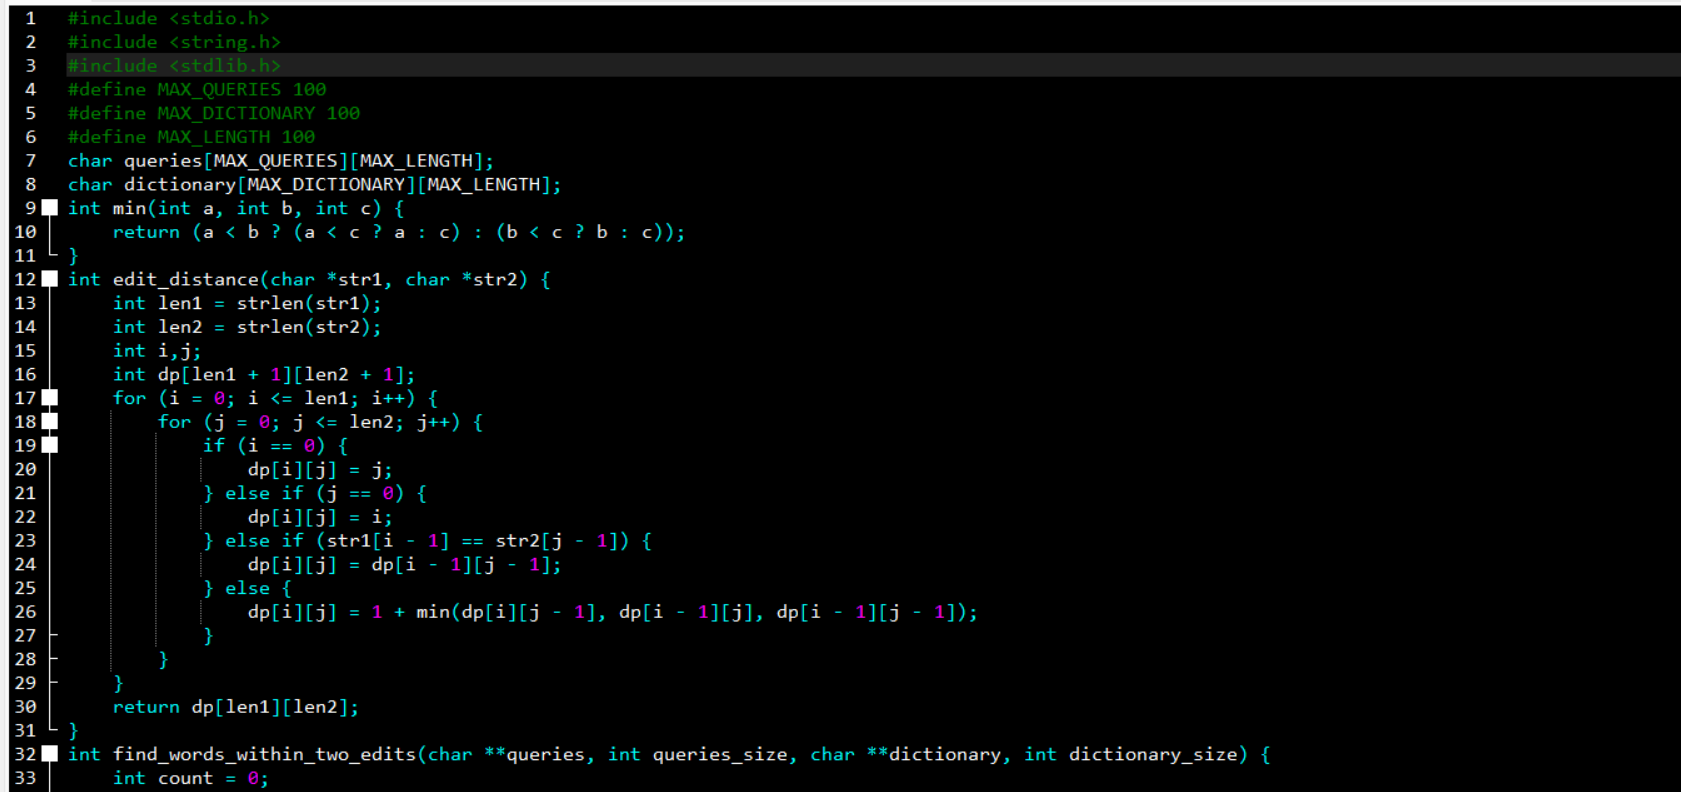 1 #include <stdio.h>
2 #include <string.h>
3 #include <stdlib.h>
4 #define MAX_QUERIES 100
5 #define MAX_DICTIONARY 100
6 #define MAX_LENGTH 100
7 char queries[MAX_QUERIES][MAX_LENGTH];
8 char dictionary[MAX_DICTIONARY][MAX_LENGTH];
9 int min(int a, int b, int c) {
10     return (a < b ? (a < c ? a : c) : (b < c ? b : c));
11 }
12 int edit_distance(char *str1, char *str2) {
13     int len1 = strlen(str1);
14     int len2 = strlen(str2);
15     int i,j;
16     int dp[len1 + 1][len2 + 1];
17     for (i = 0; i <= len1; i++) {
18         for (j = 0; j <= len2; j++) {
19             if (i == 0) {
20                 dp[i][j] = j;
21             } else if (j == 0) {
22                 dp[i][j] = i;
23             } else if (str1[i - 1] == str2[j - 1]) {
24                 dp[i][j] = dp[i - 1][j - 1];
25             } else {
26                 dp[i][j] = 1 + min(dp[i][j - 1], dp[i - 1][j], dp[i - 1][j - 1]);
27             }
28         }
29     }
30     return dp[len1][len2];
31 }
32 int find_words_within_two_edits(char **queries, int queries_size, char **dictionary, int dictionary_size) {
33     int count = 0;